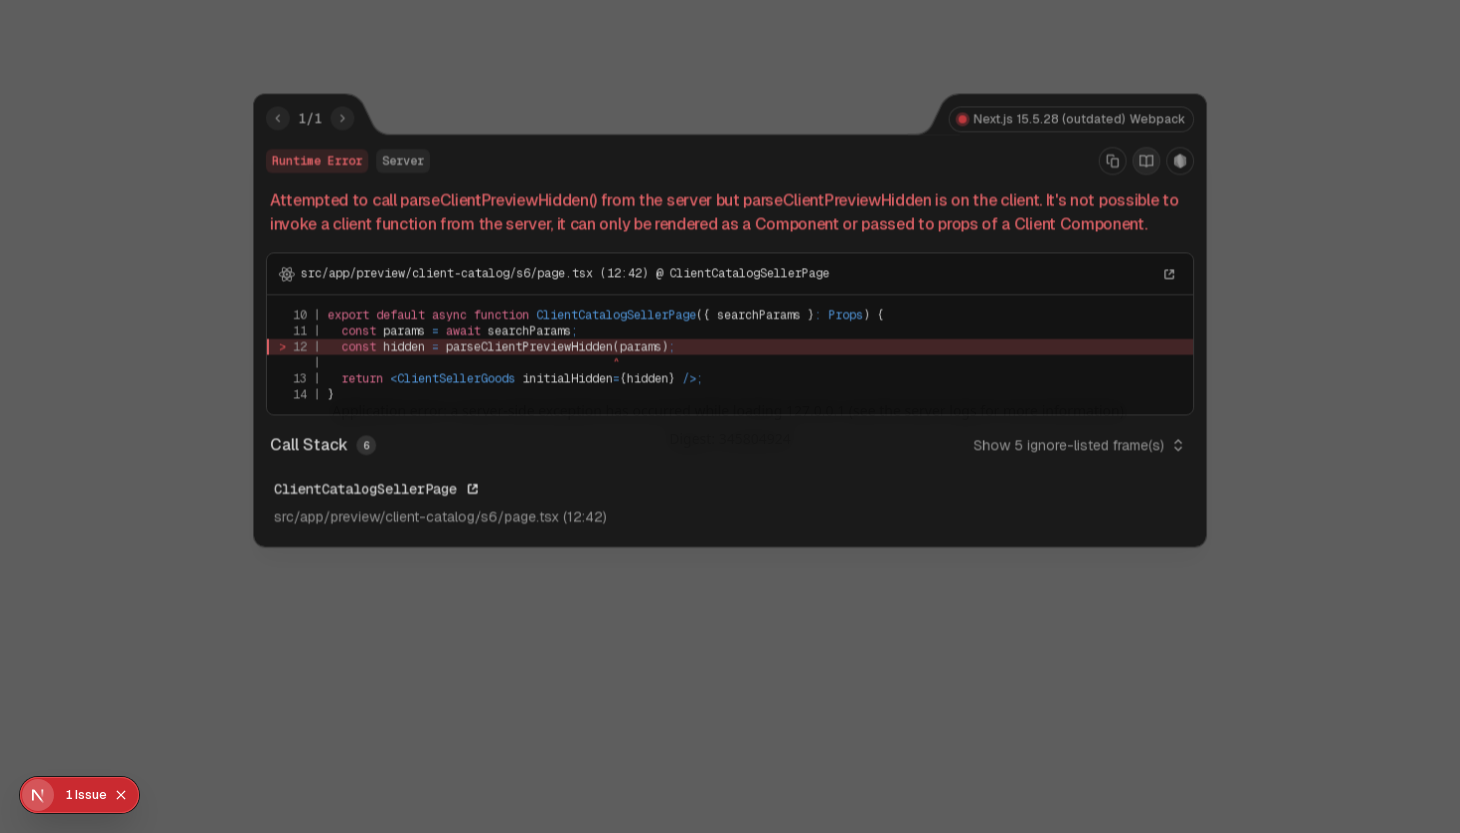 1/1
Next.js 15.5.28 (outdated) Webpack
Runtime Error
Server
Attempted to call parseClientPreviewHidden() from the server but parseClientPreviewHidden is on the client. It's not possible to
invoke a client function from the server, it can only be rendered as a Component or passed to props of a Client Component.
src/app/preview/client-catalog/s6/page.tsx (12:42) @ ClientCatalogSellerPage
10 | export default async function ClientCatalogSellerPage({ searchParams }: Props) {
11 |   const params = await searchParams;
> 12 |   const hidden = parseClientPreviewHidden(params);
|                                          ^
13 |   return <ClientSellerGoods initialHidden={hidden} />;
14 | }
Call Stack 6
Show 5 ignore-listed frame(s)
ClientCatalogSellerPage
src/app/preview/client-catalog/s6/page.tsx (12:42)
N 1 Issue